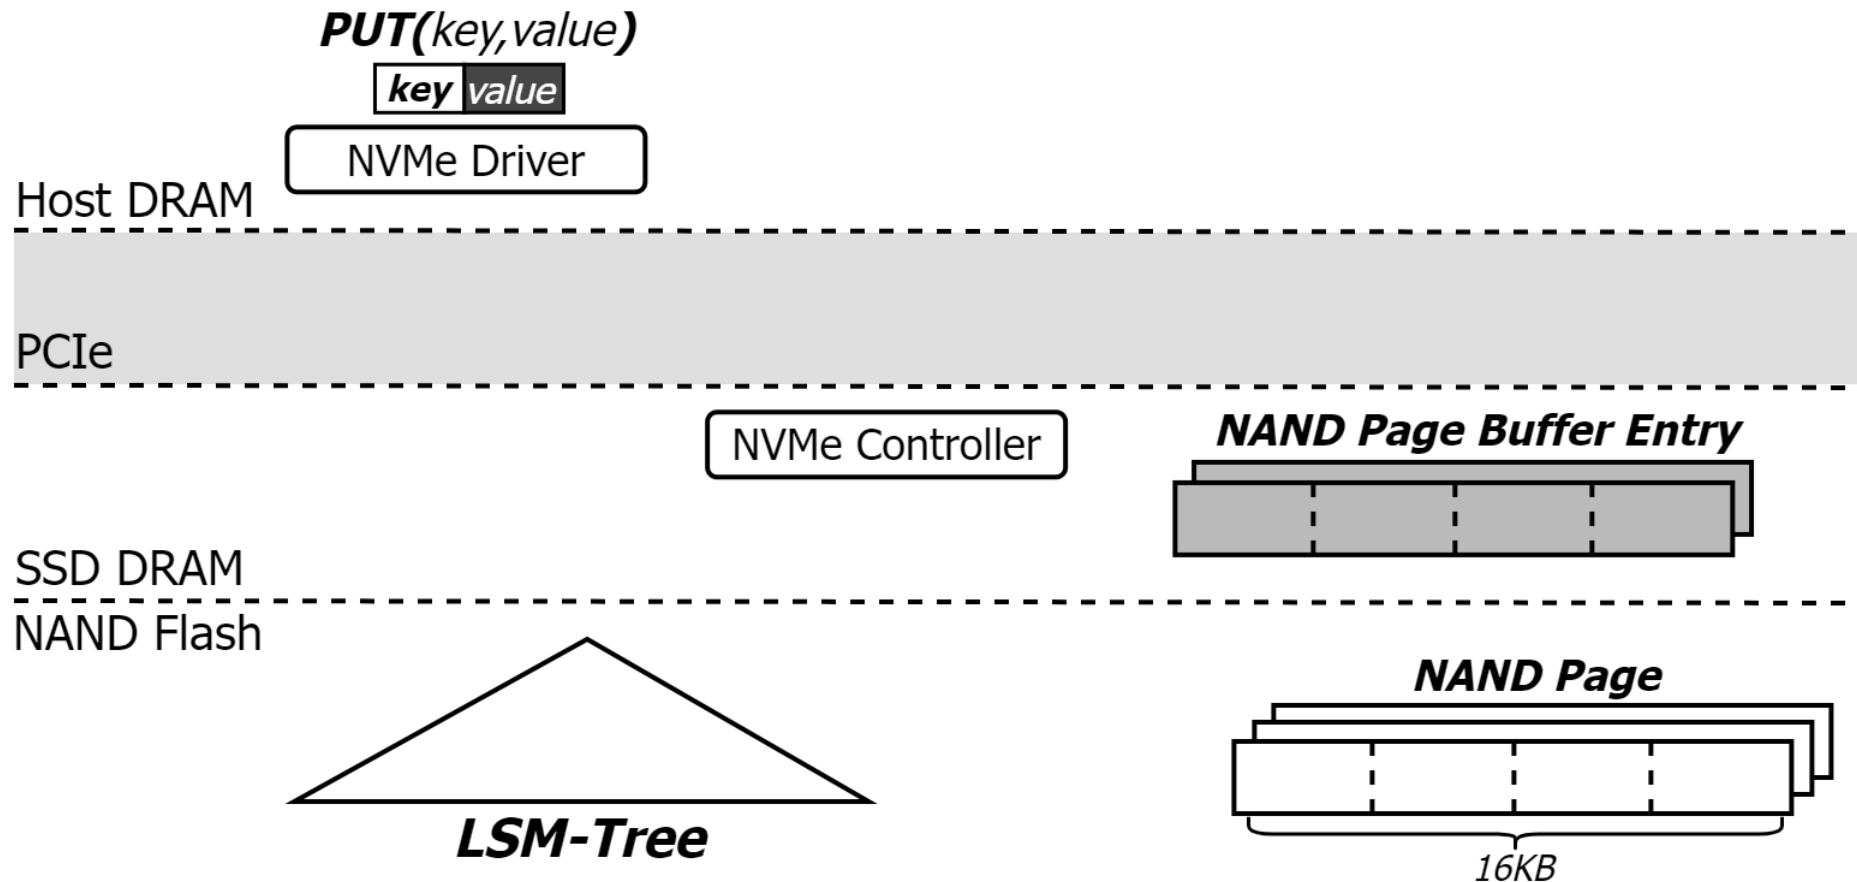 PUT(key,value)
key value
NVMe Driver
Host DRAM
PCIe
NVMe Controller
NAND Page Buffer Entry
SSD DRAM
NAND Flash
NAND Page
LSM-Tree
16KB